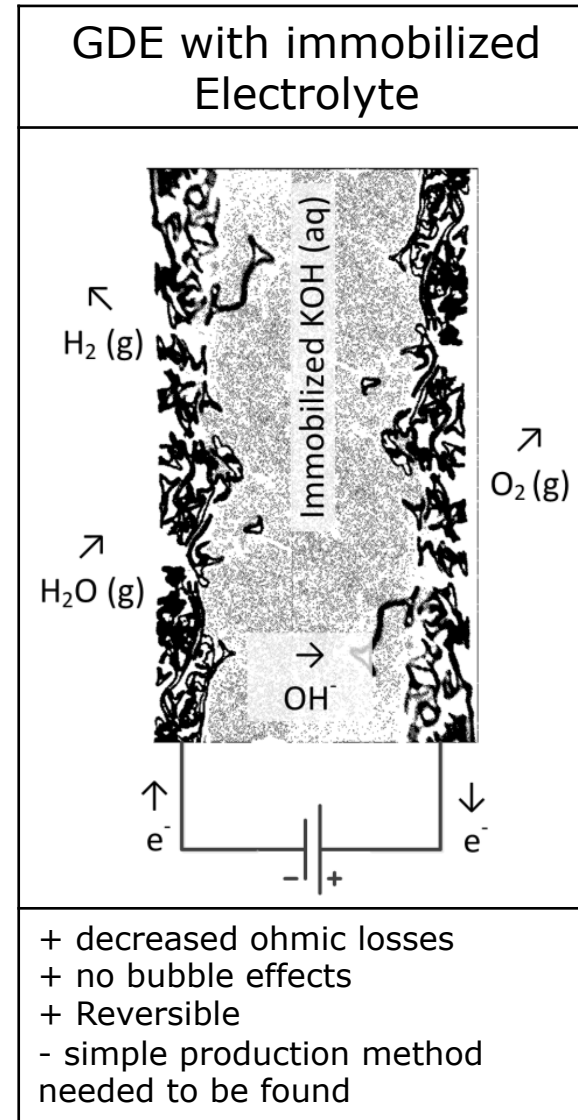 GDE with immobilized
Electrolyte
Immobilized KOH (aq)
↖
H₂ (g)
↗
O₂ (g)
↗
H₂O (g)
→
OH⁻
↑
e⁻
↓
e⁻
- +
+ decreased ohmic losses
+ no bubble effects
+ Reversible
- simple production method
needed to be found